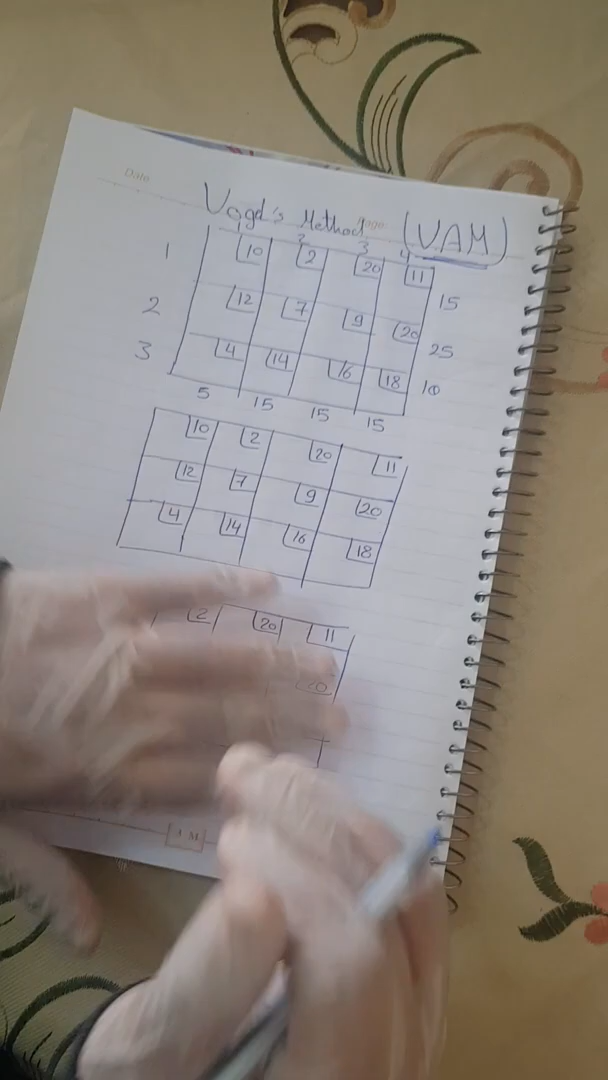 Date
Page:
Vogel's Method (VAM)
2 3 4
1 10 2 20 11 15
2 12 7 9 20 25
3 4 14 16 18 10
5 15 15 15
10 2 20 11
12 7 9 20
4 14 16 18
2 20 11
20